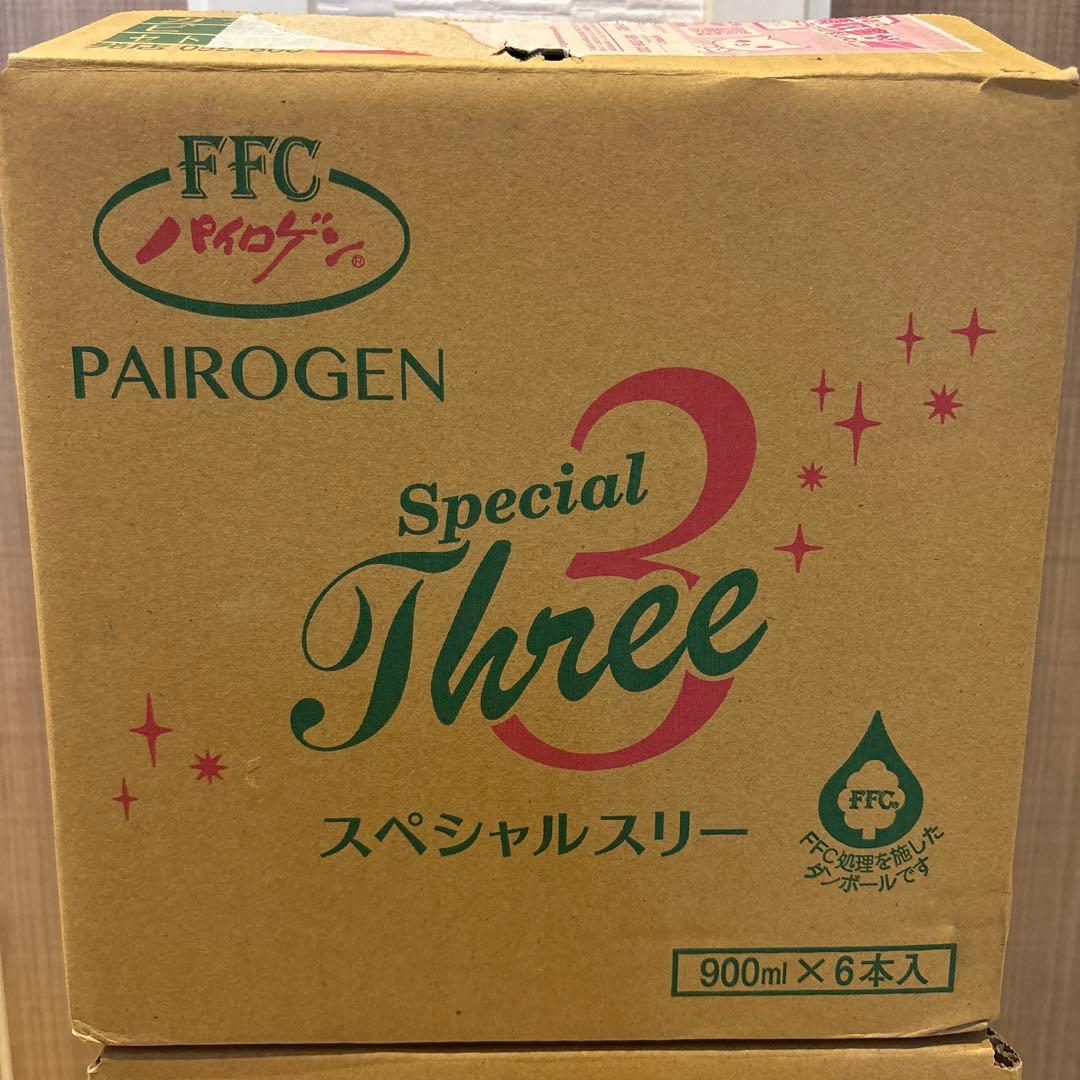 FFC
パイロゲン®
PAIROGEN
3
Special
Three
スペシャルスリー
FFC®
FFC処理を施した
ダンボールです
900ml×6本入